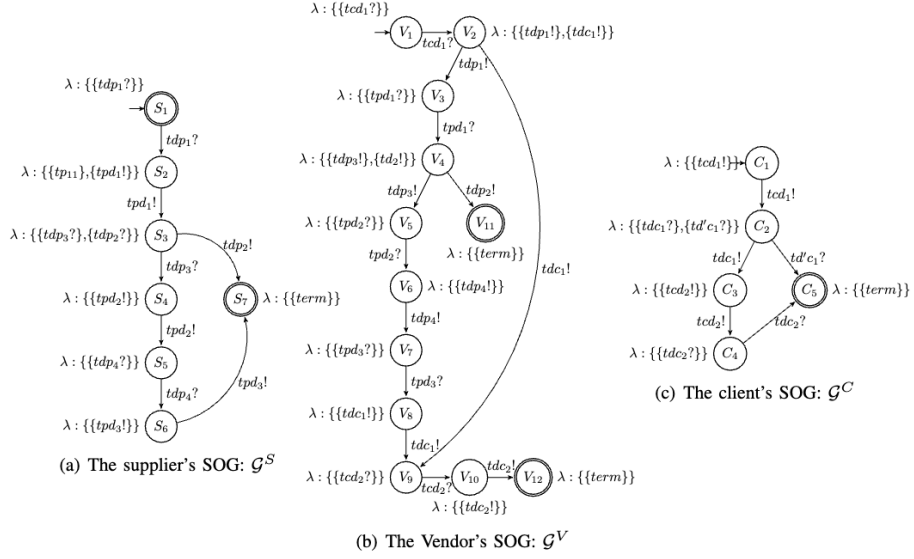 λ : {{tdp₁?}}
S₁
tdp₁?
λ : {{tp₁₁},{tpd₁!}}
S₂
tpd₁!
λ : {{tdp₃?},{tdp₂?}}
S₃
tdp₂!
tdp₃?
λ : {{tpd₂!}}
S₄
S₇
λ : {{term}}
tpd₂!
λ : {{tdp₄?}}
S₅
tdp₄?
tpd₃!
λ : {{tpd₃!}}
S₆
(a) The supplier's SOG: 𝒢ˢ
λ : {{tcd₁?}}
V₁
tcd₁?
V₂
λ : {{tdp₁!},{tdc₁!}}
tdp₁!
λ : {{tpd₁?}}
V₃
tpd₁?
λ : {{tdp₃!},{td₂!}}
V₄
tdp₃!
tdp₂!
λ : {{tpd₂?}}
V₅
V₁₁
λ : {{term}}
tpd₂?
tdc₁!
V₆
λ : {{tdp₄!}}
tdp₄!
λ : {{tpd₃?}}
V₇
tpd₃?
λ : {{tdc₁!}}
V₈
tdc₁!
λ : {{tcd₂?}}
V₉
tcd₂?
V₁₀
tdc₂!
V₁₂
λ : {{term}}
λ : {{tdc₂!}}
(b) The Vendor's SOG: 𝒢ⱽ
λ : {{tcd₁!}
C₁
tcd₁!
λ : {{tdc₁?},{td′c₁?}}
C₂
tdc₁!
td′c₁?
λ : {{tcd₂!}}
C₃
C₅
λ : {{term}}
tcd₂!
tdc₂?
λ : {{tdc₂?}}
C₄
(c) The client's SOG: 𝒢ᶜ